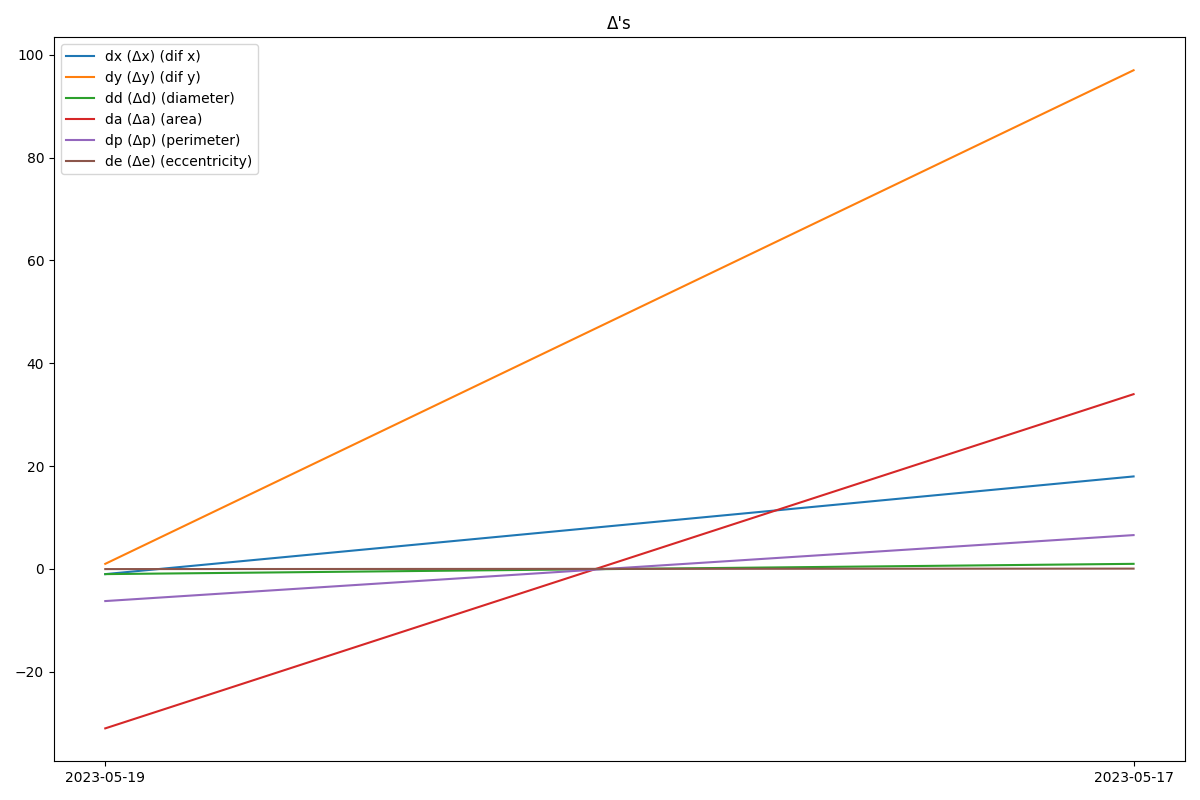 Δ's
dx (Δx) (dif x)
dy (Δy) (dif y)
dd (Δd) (diameter)
da (Δa) (area)
dp (Δp) (perimeter)
de (Δe) (eccentricity)
100
80
60
40
20
0
−20
2023-05-19
2023-05-17